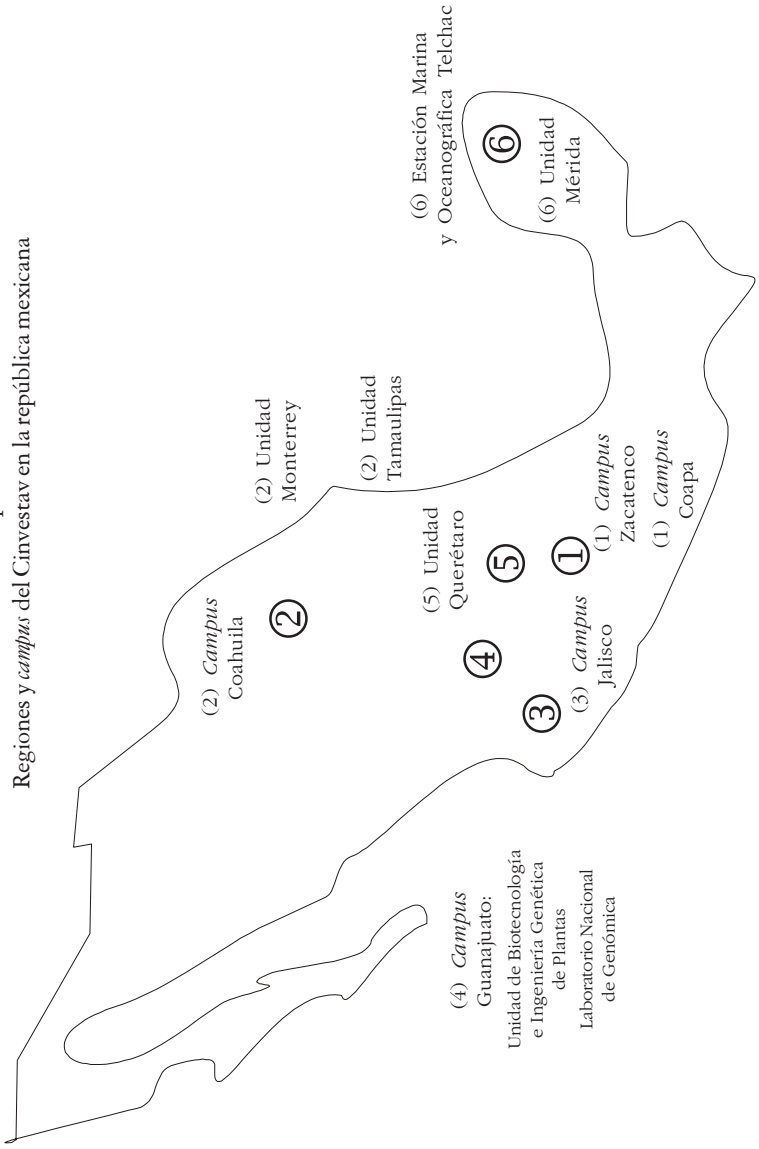 Regiones y campus del Cinvestav en la república mexicana
(2) Campus
Coahuila
(2) Unidad
Monterrey
(2) Unidad
Tamaulipas
(6) Estación Marina
y Oceanográfica Telchac
(6) Unidad
Mérida
(5) Unidad
Querétaro
(1) Campus
Zacatenco
(1) Campus
Coapa
(3) Campus
Jalisco
(4) Campus
Guanajuato:
Unidad de Biotecnología
e Ingeniería Genética
de Plantas
Laboratorio Nacional
de Genómica
②
⑥
④
⑤
③
①